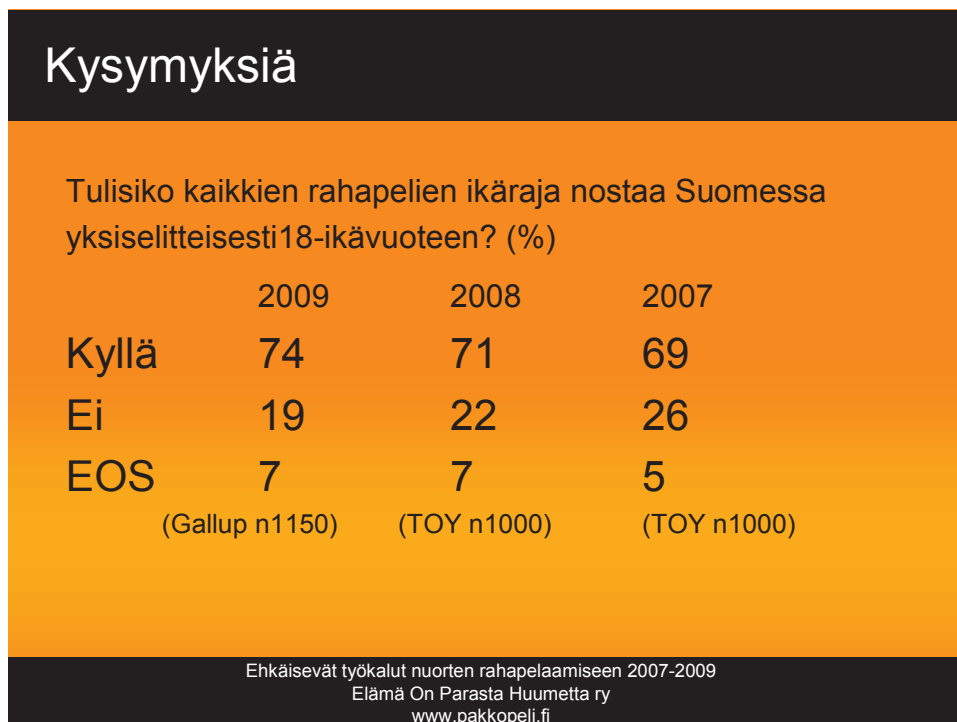 Kysymyksiä
Tulisiko kaikkien rahapelien ikäraja nostaa Suomessa
yksiselitteisesti18-ikävuoteen? (%)
2009 2008 2007
Kyllä 74 71 69
Ei 19 22 26
EOS 7 7 5
(Gallup n1150) (TOY n1000) (TOY n1000)
Ehkäisevät työkalut nuorten rahapelaamiseen 2007-2009
Elämä On Parasta Huumetta ry
www.pakkopeli.fi